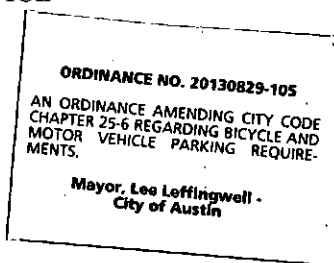 ORDINANCE NO. 20130829-105
AN ORDINANCE AMENDING CITY CODE
CHAPTER 25-6 REGARDING BICYCLE AND
MOTOR VEHICLE PARKING REQUIRE-
MENTS.
Mayor, Lee Leffingwell -
City of Austin